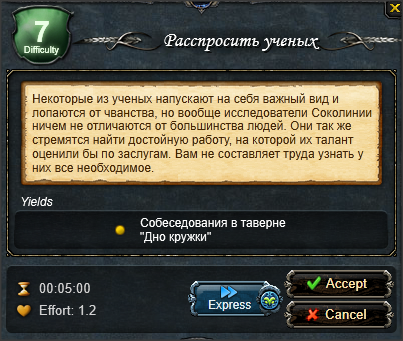 7
Difficulty
Расспросить ученых
Некоторые из ученых напускают на себя важный вид и
лопаются от чванства, но вообще исследователи Соколинии
ничем не отличаются от большинства людей. Они так же
стремятся найти достойную работу, на которой их талант
оценили бы по заслугам. Вам не составляет труда узнать у
них все необходимое.
Yields
Собеседования в таверне
"Дно кружки"
00:05:00
Effort: 1.2
Express
Accept
Cancel